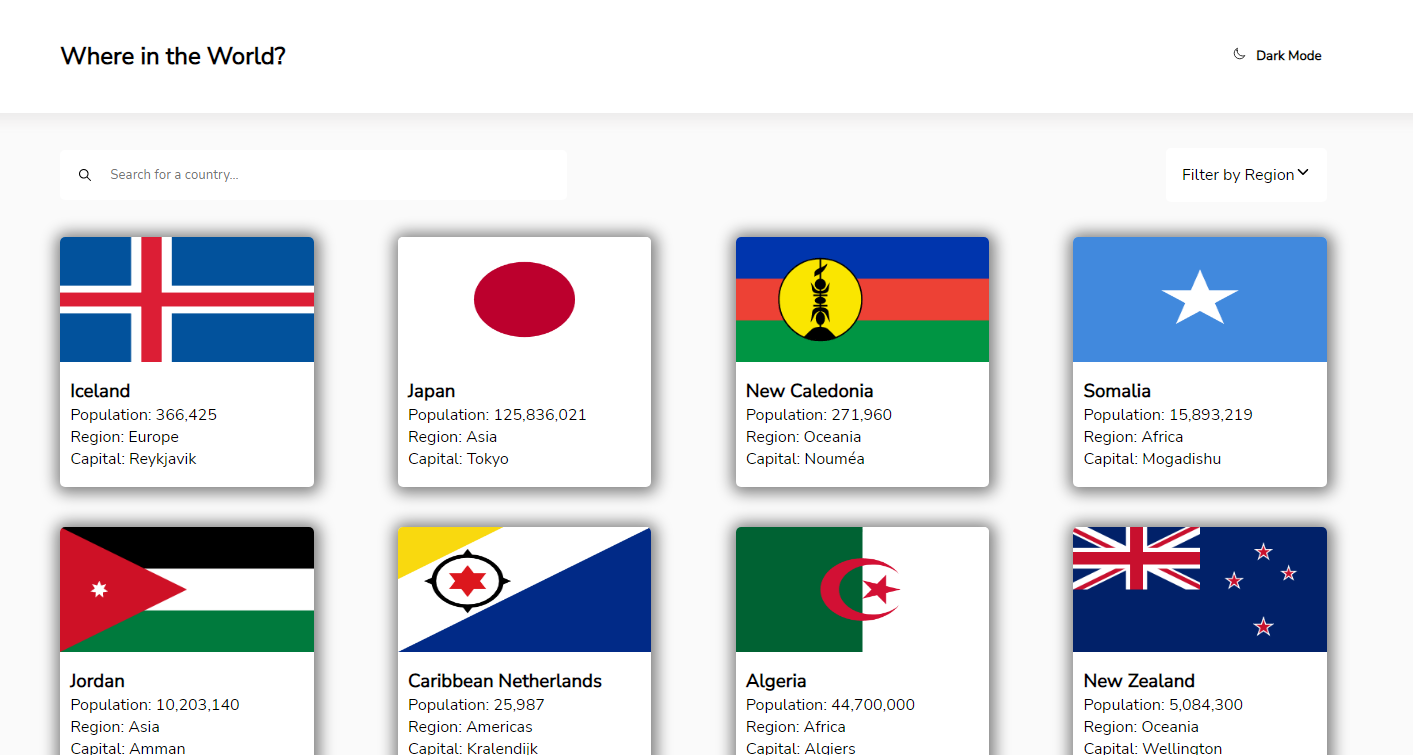 Where in the World?
Dark Mode
Search for a country...
Filter by Region
Iceland
Population: 366,425
Region: Europe
Capital: Reykjavik
Japan
Population: 125,836,021
Region: Asia
Capital: Tokyo
New Caledonia
Population: 271,960
Region: Oceania
Capital: Nouméa
Somalia
Population: 15,893,219
Region: Africa
Capital: Mogadishu
Jordan
Population: 10,203,140
Region: Asia
Capital: Amman
Caribbean Netherlands
Population: 25,987
Region: Americas
Capital: Kralendijk
Algeria
Population: 44,700,000
Region: Africa
Capital: Algiers
New Zealand
Population: 5,084,300
Region: Oceania
Capital: Wellington